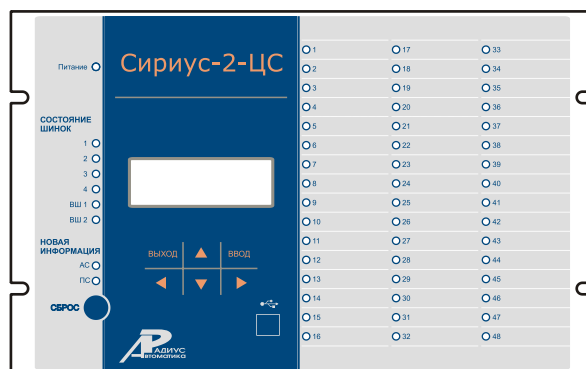 Сириус-2-ЦС
Питание
СОСТОЯНИЕ
ШИНОК
1
2
3
4
ВШ 1
ВШ 2
НОВАЯ
ИНФОРМАЦИЯ
АС
ПС
СБРОС
ВЫХОД
ВВОД
РАДИУС
Автоматика
1 17 33
2 18 34
3 19 35
4 20 36
5 21 37
6 22 38
7 23 39
8 24 40
9 25 41
10 26 42
11 27 43
12 28 44
13 29 45
14 30 46
15 31 47
16 32 48